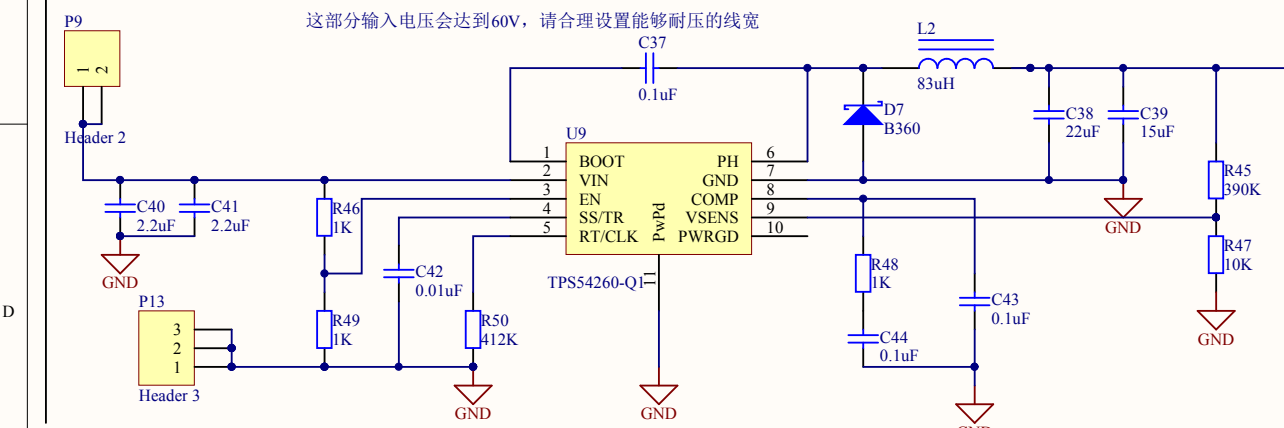 P9
这部分输入电压会达到60V，请合理设置能够耐压的线宽
1
2
Header 2
C37
0.1uF
L2
83uH
D7
B360
C38
22uF
C39
15uF
U9
1
BOOT
2
VIN
3
EN
4
SS/TR
5
RT/CLK
PH
6
GND
7
COMP
8
VSENS
9
PWRGD
10
PwPd
11
TPS54260-Q1
R45
390K
GND
C40
2.2uF
C41
2.2uF
R46
1K
GND
C42
0.01uF
R48
1K
R47
10K
D
P13
3
2
1
Header 3
R49
1K
R50
412K
C43
0.1uF
C44
0.1uF
GND
GND
GND